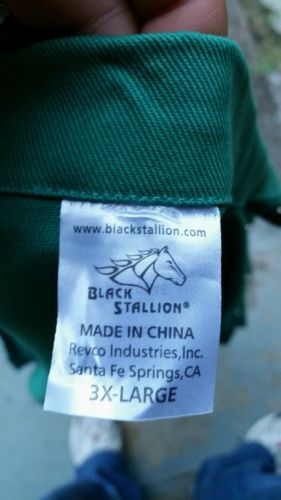 www.blackstallion.com
BLACK
STALLION®
MADE IN CHINA
Revco Industries,Inc.
Santa Fe Springs,CA
3X-LARGE